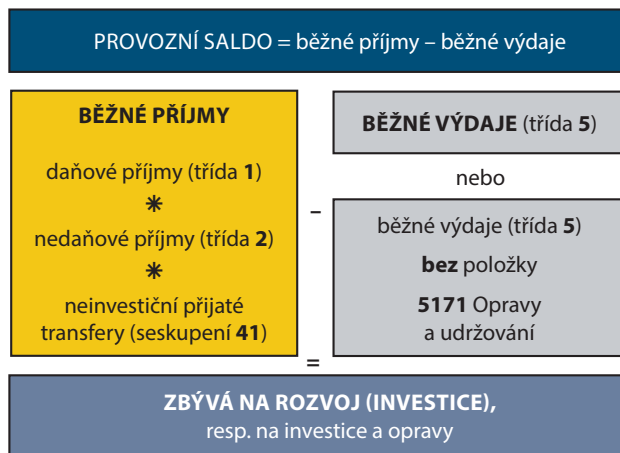 PROVOZNÍ SALDO = běžné příjmy – běžné výdaje
BĚŽNÉ PŘÍJMY
daňové příjmy (třída 1)
*
nedaňové příjmy (třída 2)
*
neinvestiční přijaté
transfery (seskupení 41)
–
BĚŽNÉ VÝDAJE (třída 5)
nebo
běžné výdaje (třída 5)
bez položky
5171 Opravy
a udržování
=
ZBÝVÁ NA ROZVOJ (INVESTICE),
resp. na investice a opravy